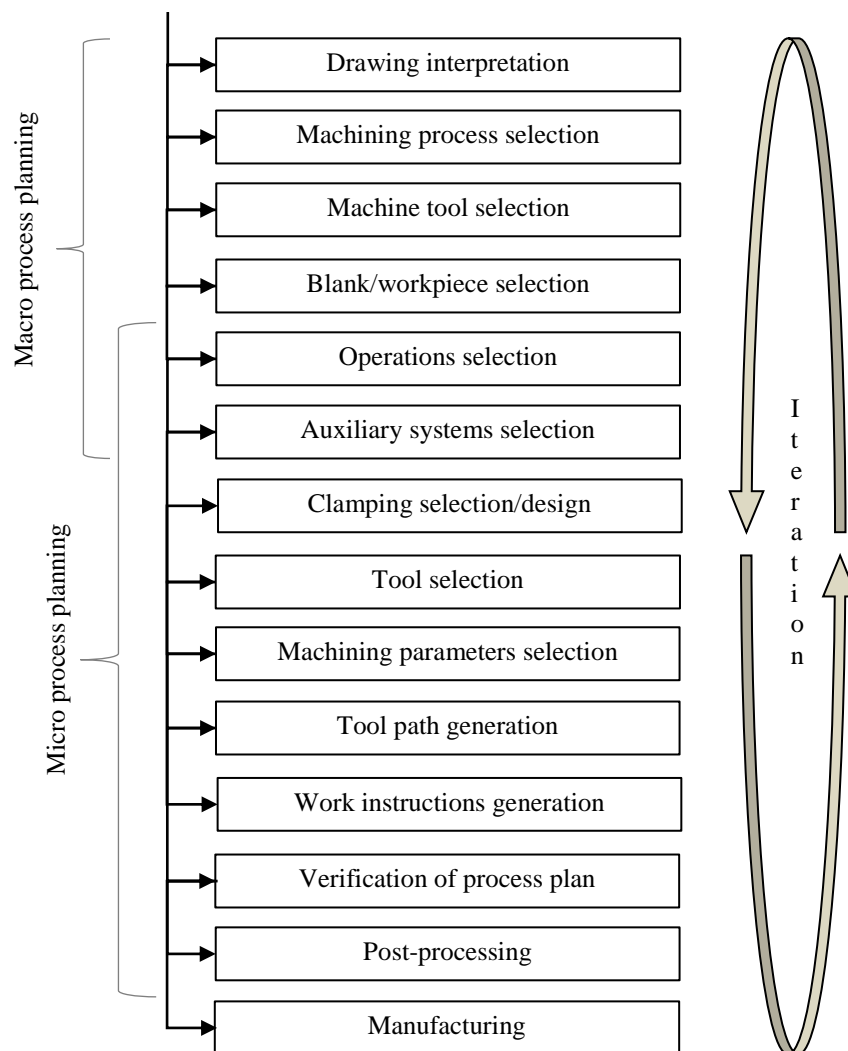 Macro process planning
Micro process planning
Drawing interpretation
Machining process selection
Machine tool selection
Blank/workpiece selection
Operations selection
Auxiliary systems selection
Clamping selection/design
Tool selection
Machining parameters selection
Tool path generation
Work instructions generation
Verification of process plan
Post-processing
Manufacturing
Iteration